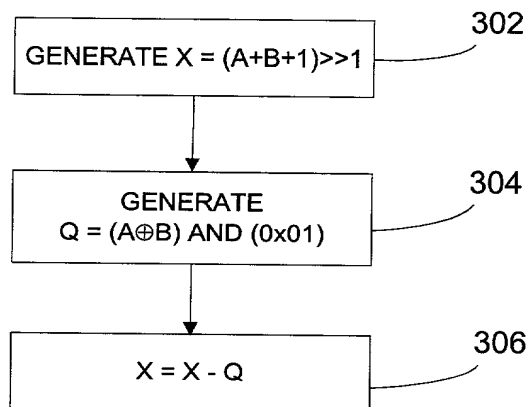 302
GENERATE X = (A+B+1)>>1
304
GENERATE
Q = (A⊕B) AND (0x01)
306
X = X - Q